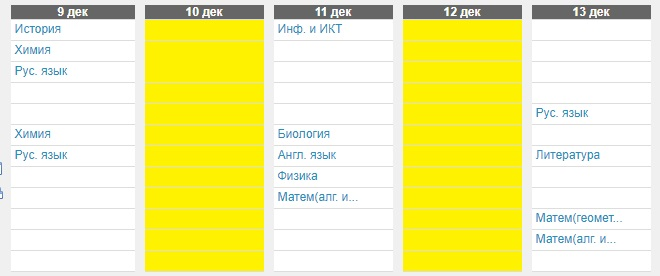 9 дек
История
Химия
Рус. язык
Химия
Рус. язык
10 дек
11 дек
Инф. и ИКТ
Биология
Англ. язык
Физика
Матем(алг. и...
12 дек
13 дек
Рус. язык
Литература
Матем(геомет...
Матем(алг. и...